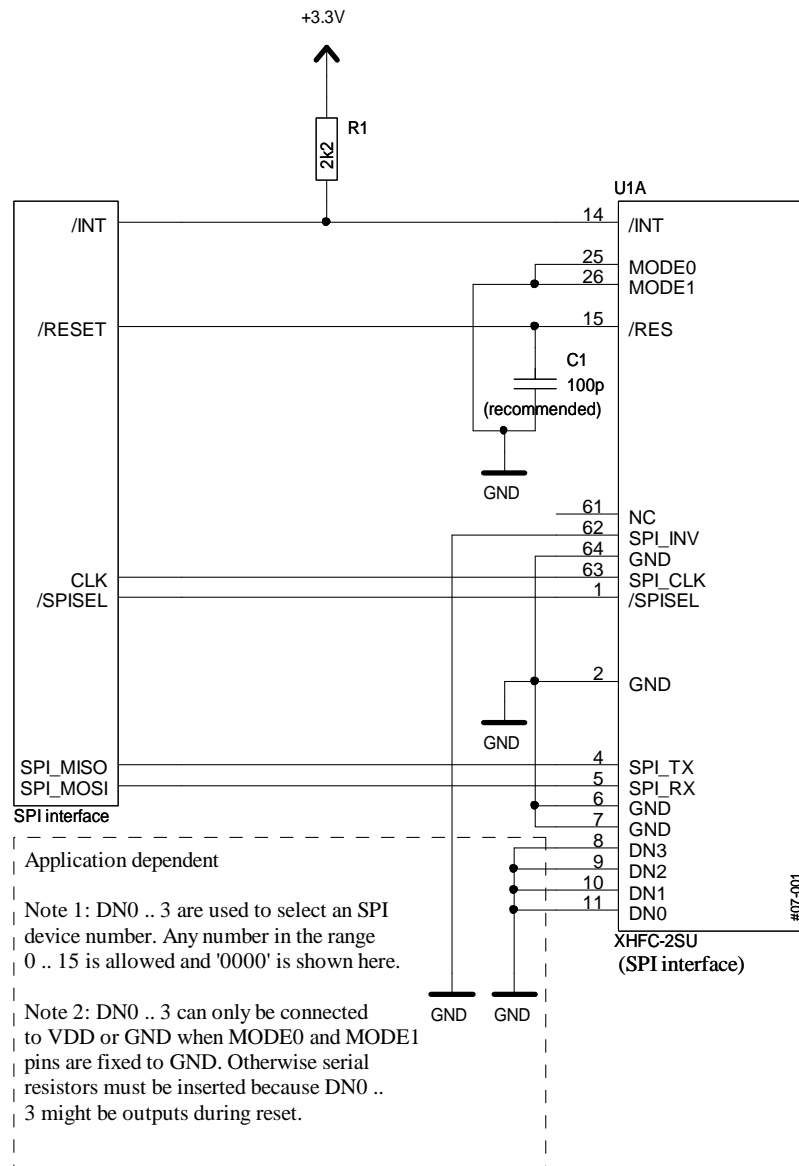 +3.3V
R1
2k2
U1A
/INT
14
/INT
25
MODE0
26
MODE1
/RESET
15
/RES
C1
100p
(recommended)
GND
61
NC
62
SPI_INV
64
GND
CLK
63
SPI_CLK
/SPISEL
1
/SPISEL
2
GND
GND
SPI_MISO
4
SPI_TX
SPI_MOSI
5
SPI_RX
6
GND
SPI interface
7
GND
8
DN3
9
DN2
10
DN1
11
DN0
#07-001
XHFC-2SU
(SPI interface)
GND
GND
Application dependent
Note 1: DN0 .. 3 are used to select an SPI
device number. Any number in the range
0 .. 15 is allowed and '0000' is shown here.
Note 2: DN0 .. 3 can only be connected
to VDD or GND when MODE0 and MODE1
pins are fixed to GND. Otherwise serial
resistors must be inserted because DN0 ..
3 might be outputs during reset.